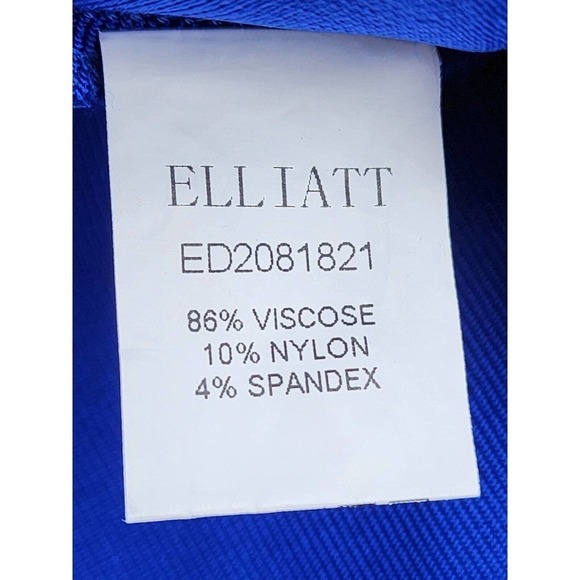 ELLIATT
ED2081821
86% VISCOSE
10% NYLON
4% SPANDEX